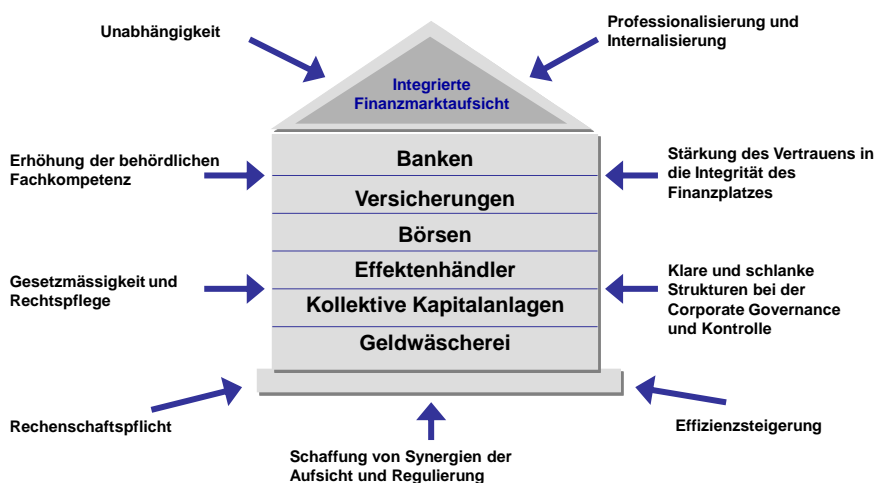 Unabhängigkeit
Professionalisierung und
Internalisierung
Integrierte
Finanzmarktaufsicht
Erhöhung der behördlichen
Fachkompetenz
Banken
Versicherungen
Börsen
Effektenhändler
Kollektive Kapitalanlagen
Geldwäscherei
Stärkung des Vertrauens in
die Integrität des
Finanzplatzes
Gesetzmässigkeit und
Rechtspflege
Klare und schlanke
Strukturen bei der
Corporate Governance
und Kontrolle
Rechenschaftspflicht
Schaffung von Synergien der
Aufsicht und Regulierung
Effizienzsteigerung